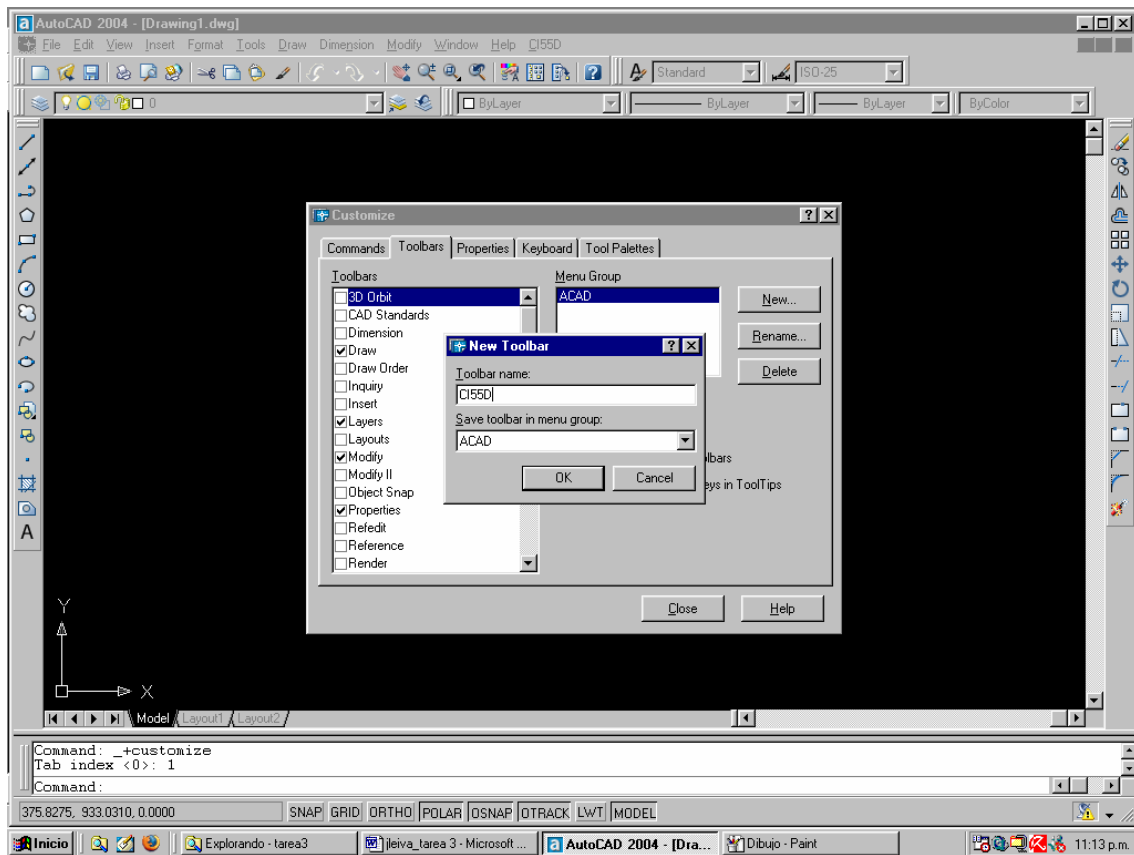 AutoCAD 2004 - [Drawing1.dwg]
File Edit View Insert Format Tools Draw Dimension Modify Window Help CI55D
Standard ISO-25
0 ByLayer ByLayer ByLayer ByColor
Customize
Commands Toolbars Properties Keyboard Tool Palettes
Toolbars
3D Orbit
CAD Standards
Dimension
Draw
Draw Order
Inquiry
Insert
Layers
Layouts
Modify
Modify II
Object Snap
Properties
Refedit
Reference
Render
Menu Group
ACAD
New...
Rename...
Delete
New Toolbar
Toolbar name:
CI55D
Save toolbar in menu group:
ACAD
OK Cancel
lbars
eys in ToolTips
Close Help
A
Y
X
Model Layout1 Layout2
Command: _+customize
Tab index <0>: 1
Command:
375.8275, 933.0310, 0.0000 SNAP GRID ORTHO POLAR OSNAP OTRACK LWT MODEL
Inicio Explorando - tarea3 jleiva_tarea 3 - Microsoft ... AutoCAD 2004 - [Dra... Dibujo - Paint 11:13 p.m.